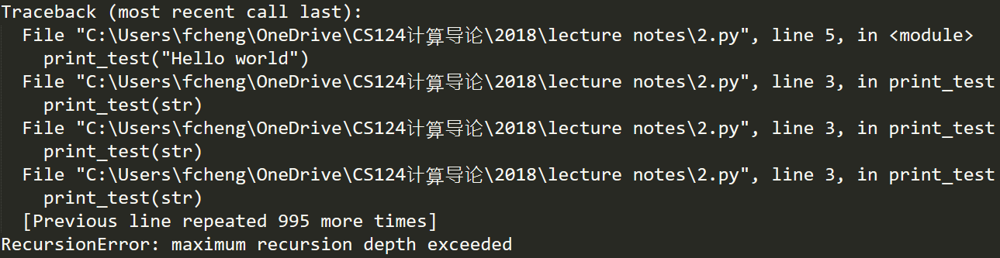 Traceback (most recent call last):
  File "C:\Users\fcheng\OneDrive\CS124计算导论\2018\lecture notes\2.py", line 5, in <module>
    print_test("Hello world")
  File "C:\Users\fcheng\OneDrive\CS124计算导论\2018\lecture notes\2.py", line 3, in print_test
    print_test(str)
  File "C:\Users\fcheng\OneDrive\CS124计算导论\2018\lecture notes\2.py", line 3, in print_test
    print_test(str)
  File "C:\Users\fcheng\OneDrive\CS124计算导论\2018\lecture notes\2.py", line 3, in print_test
    print_test(str)
  [Previous line repeated 995 more times]
RecursionError: maximum recursion depth exceeded